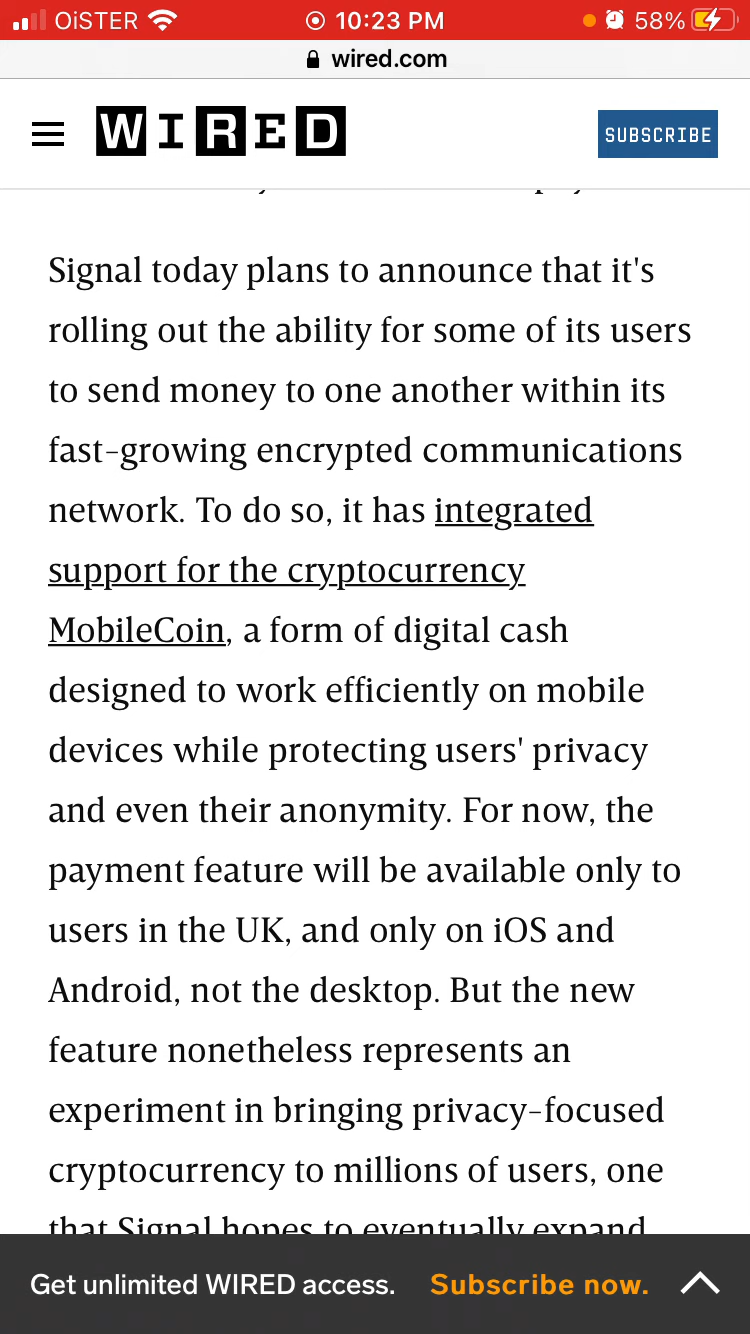 OiSTER 10:23 PM 58%
wired.com
WIRED SUBSCRIBE
Signal today plans to announce that it's
rolling out the ability for some of its users
to send money to one another within its
fast-growing encrypted communications
network. To do so, it has integrated
support for the cryptocurrency
MobileCoin, a form of digital cash
designed to work efficiently on mobile
devices while protecting users' privacy
and even their anonymity. For now, the
payment feature will be available only to
users in the UK, and only on iOS and
Android, not the desktop. But the new
feature nonetheless represents an
experiment in bringing privacy-focused
cryptocurrency to millions of users, one
that Signal hopes to eventually expand
Get unlimited WIRED access. Subscribe now.